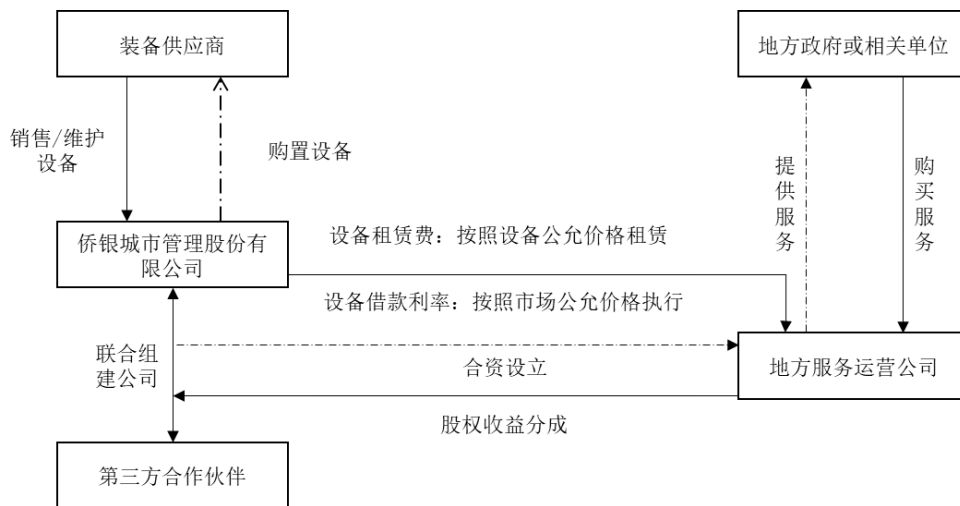 装备供应商
地方政府或相关单位
销售/维护
设备
购置设备
提供服务
购买服务
侨银城市管理股份有
限公司
设备租赁费：按照设备公允价格租赁
设备借款利率：按照市场公允价格执行
联合组
建公司
合资设立
地方服务运营公司
股权收益分成
第三方合作伙伴